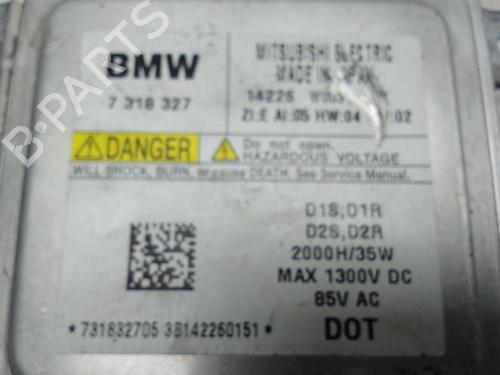 BMW
MITSUBISHI ELECTRIC
MADE IN JAPAN
7 318 327
14226
ZI:E AI:05 HW:04 :02
DANGER
Do not open.
HAZARDOUS VOLTAGE
WILL SHOCK, BURN, or cause DEATH. See Service Manual.
D1S,D1R
D2S,D2R
2000H/35W
MAX 1300V DC
85V AC
*731832705 3B142260151*
DOT
B-PARTS